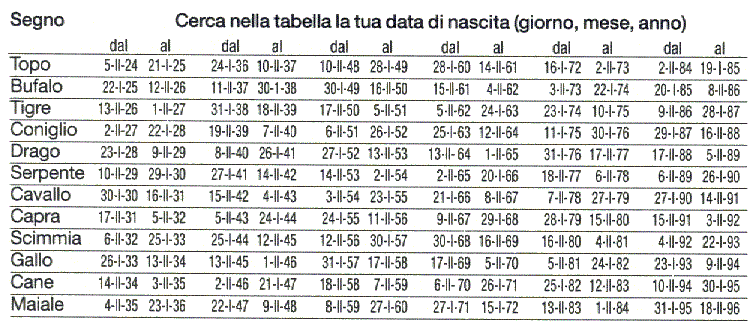 Segno Cerca nella tabella la tua data di nascita (giorno, mese, anno)
dal al dal al dal al dal al dal al dal al
Topo 5-II-24 21-I-25 24-I-36 10-II-37 10-II-48 28-I-49 28-I-60 14-II-61 16-I-72 2-II-73 2-II-84 19-I-85
Bufalo 22-I-25 12-II-26 11-II-37 30-1-38 30-I-49 16-II-50 15-II-61 4-II-62 3-II-73 22-I-74 20-I-85 8-II-86
Tigre 13-II-26 1-II-27 31-I-38 18-II-39 17-II-50 5-II-51 5-II-62 24-I-63 23-I-74 10-I-75 9-II-86 28-I-87
Coniglio 2-II-27 22-I-28 19-II-39 7-II-40 6-II-51 26-I-52 25-I-63 12-II-64 11-I-75 30-I-76 29-I-87 16-II-88
Drago 23-I-28 9-II-29 8-II-40 26-I-41 27-I-52 13-II-53 13-II-64 1-II-65 31-I-76 17-II-77 17-II-88 5-II-89
Serpente 10-II-29 29-I-30 27-I-41 14-II-42 14-II-53 2-II-54 2-II-65 20-I-66 18-II-77 6-II-78 6-II-89 26-I-90
Cavallo 30-I-30 16-II-31 15-II-42 4-II-43 3-II-54 23-I-55 21-I-66 8-II-67 7-II-78 27-I-79 27-I-90 14-II-91
Capra 17-II-31 5-II-32 5-II-43 24-I-44 24-I-55 11-II-56 9-II-67 29-I-68 28-I-79 15-II-80 15-II-91 3-II-92
Scimmia 6-II-32 25-I-33 25-I-44 12-II-45 12-II-56 30-I-57 30-I-68 16-II-69 16-II-80 4-II-81 4-II-92 22-I-93
Gallo 26-I-33 13-II-34 13-II-45 1-II-46 31-I-57 17-II-58 17-II-69 5-II-70 5-II-81 24-I-82 23-I-93 9-II-94
Cane 14-II-34 3-II-35 2-II-46 21-I-47 18-II-58 7-II-59 6-II-70 26-I-71 25-I-82 12-II-83 10-II-94 30-I-95
Maiale 4-II-35 23-I-36 22-I-47 9-II-48 8-II-59 27-I-60 27-I-71 15-I-72 13-II-83 1-II-84 31-I-95 18-II-96